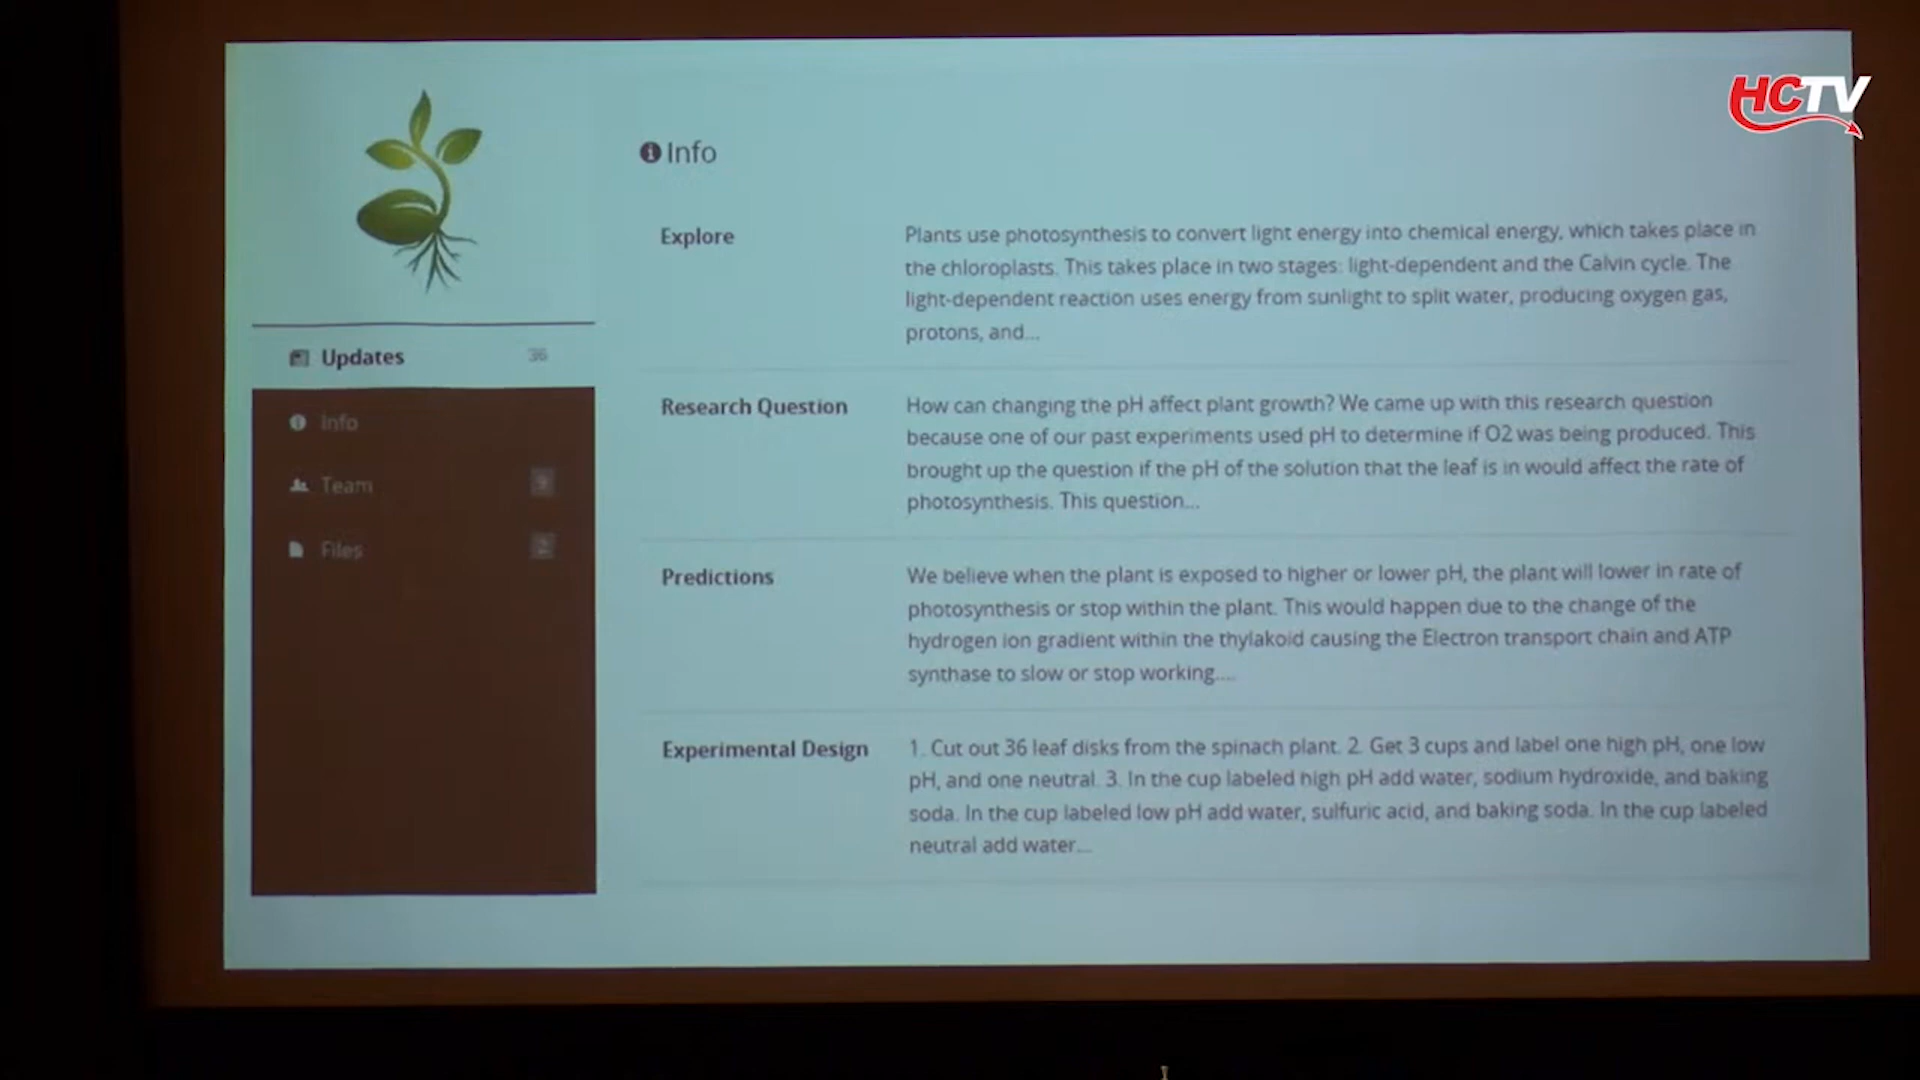 HCTV
Info
Updates 36
Info
Team 9
Files 2
Explore
Plants use photosynthesis to convert light energy into chemical energy, which takes place in
the chloroplasts. This takes place in two stages: light-dependent and the Calvin cycle. The
light-dependent reaction uses energy from sunlight to split water, producing oxygen gas,
protons, and...
Research Question
How can changing the pH affect plant growth? We came up with this research question
because one of our past experiments used pH to determine if O2 was being produced. This
brought up the question if the pH of the solution that the leaf is in would affect the rate of
photosynthesis. This question...
Predictions
We believe when the plant is exposed to higher or lower pH, the plant will lower in rate of
photosynthesis or stop within the plant. This would happen due to the change of the
hydrogen ion gradient within the thylakoid causing the Electron transport chain and ATP
synthase to slow or stop working....
Experimental Design
1. Cut out 36 leaf disks from the spinach plant. 2. Get 3 cups and label one high pH, one low
pH, and one neutral. 3. In the cup labeled high pH add water, sodium hydroxide, and baking
soda. In the cup labeled low pH add water, sulfuric acid, and baking soda. In the cup labeled
neutral add water...